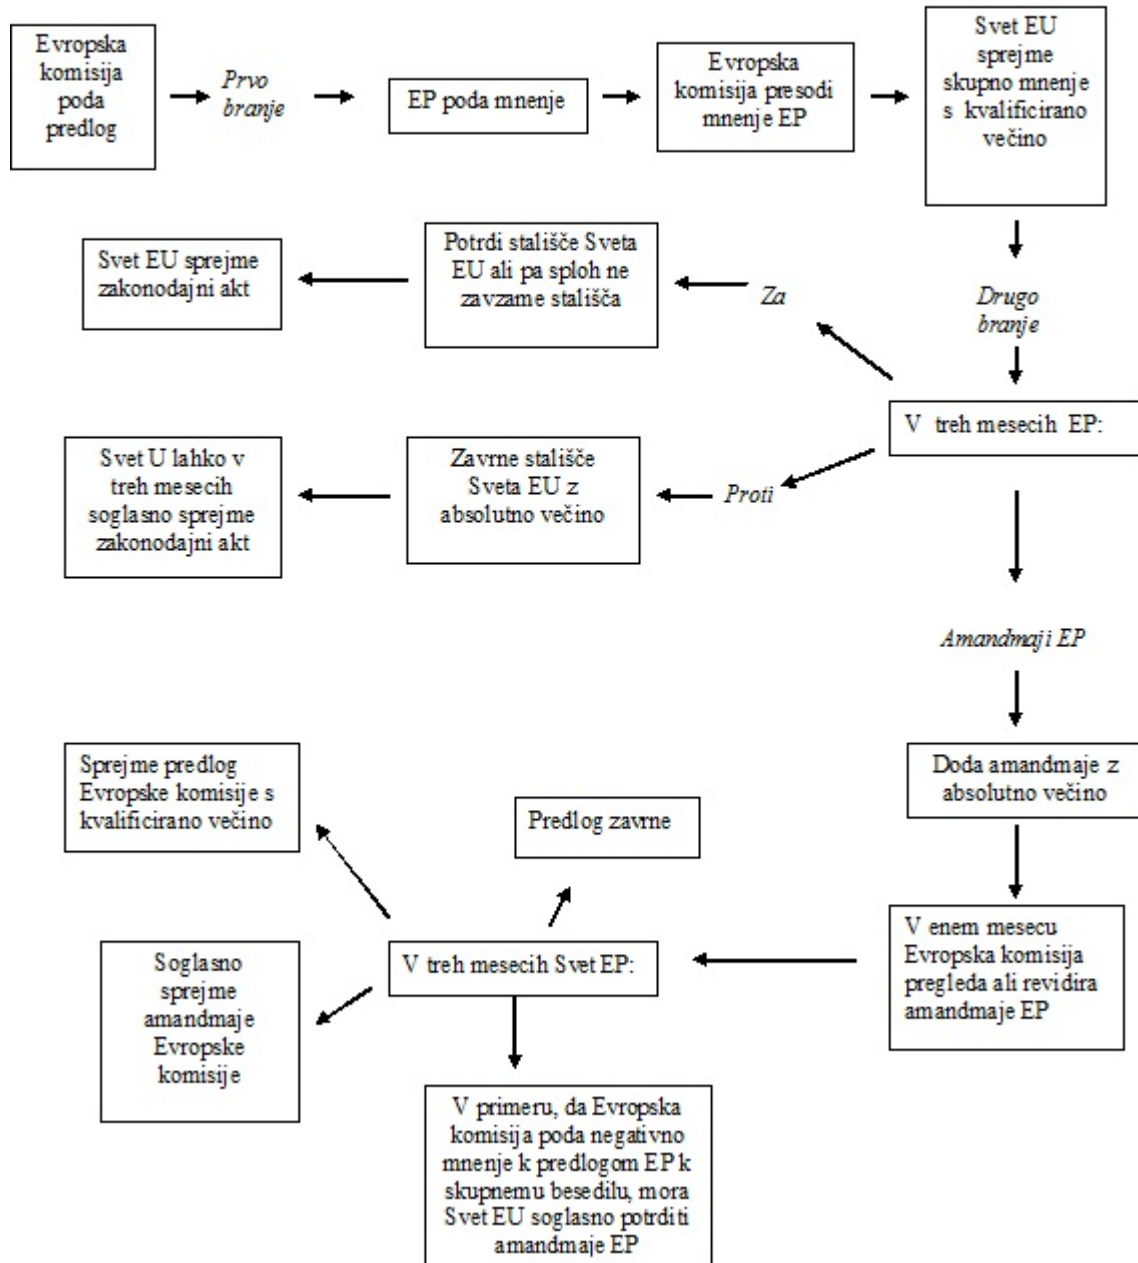 Evropska
komisija
poda
predlog
Prvo
branje
EP poda mnenje
Evropska
komisija presodi
mnenje EP
Svet EU
sprejme
skupno mnenje
s kvalificirano
večino
Svet EU sprejme
zakonodajni akt
Potrdi stališče Sveta
EU ali pa sploh ne
zavzame stališča
Za
Drugo
branje
V treh mesecih EP:
Svet U lahko v
treh mesecih
soglasno sprejme
zakonodajni akt
Zavrne stališče
Sveta EU z
absolutno večino
Proti
Amandmaji EP
Doda amandmaje z
absolutno večino
Sprejme predlog
Evropske komisije s
kvalificirano večino
Predlog zavrne
V enem mesecu
Evropska komisija
pregleda ali revidira
amandmaje EP
V treh mesecih Svet EP:
Soglasno
sprejme
amandmaje
Evropske
komisije
V primeru, da Evropska
komisija poda negativno
mnenje k predlogom EP k
skupnemu besedilu, mora
Svet EU soglasno potrditi
amandmaje EP